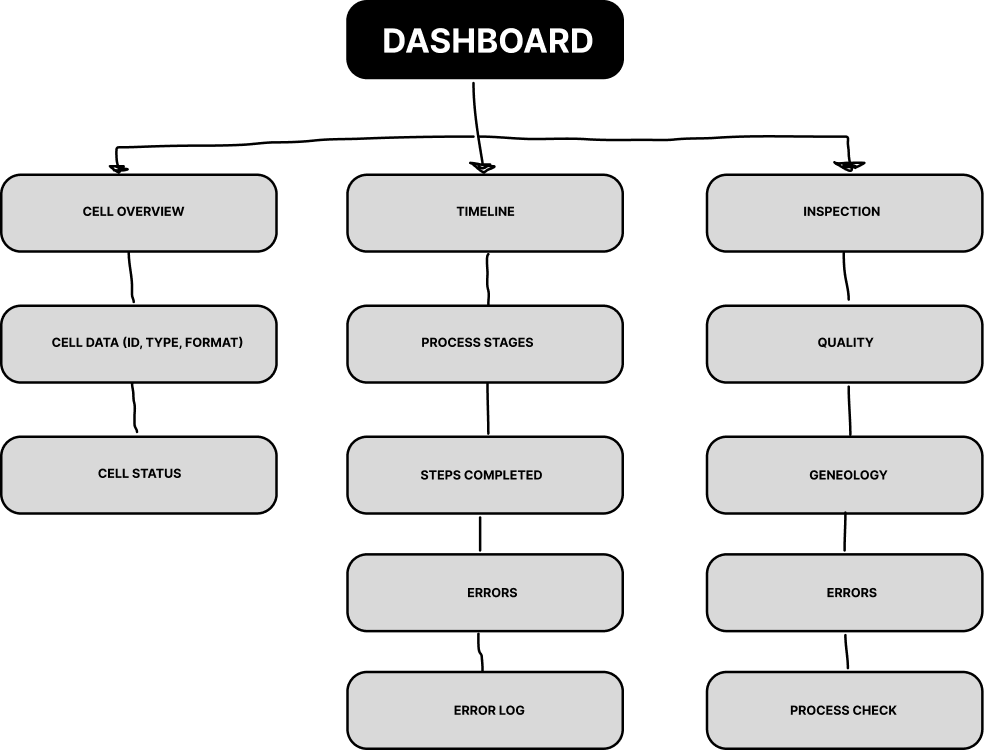 DASHBOARD
CELL OVERVIEW
TIMELINE
INSPECTION
CELL DATA (ID, TYPE, FORMAT)
PROCESS STAGES
QUALITY
CELL STATUS
STEPS COMPLETED
GENEOLOGY
ERRORS
ERRORS
ERROR LOG
PROCESS CHECK